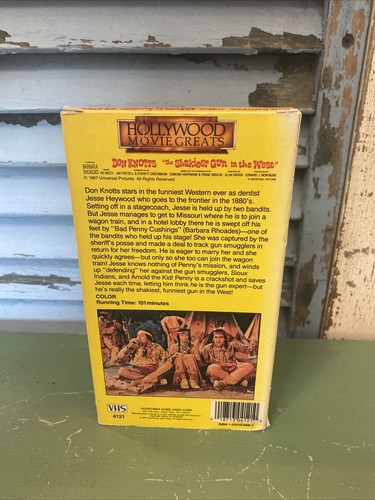 HOLLYWOOD
MOVIE GREATS
DON KNOTTS "The Shakiest Gun in the West"
BARBARA
RHOADES
© 1967 Universal Pictures. All Rights Reserved
Don Knotts stars in the funniest Western ever as dentist
Jesse Heywood who goes to the frontier in the 1880's.
Setting off in a stagecoach, Jesse is held up by two bandits.
But Jesse manages to get to Missouri where he is to join a
wagon train, and in a hotel lobby there he is swept off his
feet by "Bad Penny Cushings" (Barbara Rhoades)—one of
the bandits who held up his stage! She was captured by the
sheriff's posse and made a deal to track gun smugglers in
return for her freedom. He is eager to marry her and she
quickly agrees—but only so she too can join the wagon
train! Jesse knows nothing of Penny's mission, and winds
up "defending" her against the gun smugglers, Sioux
Indians, and Arnold the Kid! Penny is a crackshot and saves
Jesse each time, letting him think he is the gun expert—but
he's really the shakiest, funniest gun in the West!
COLOR
Running Time: 101 minutes
VHS
4121